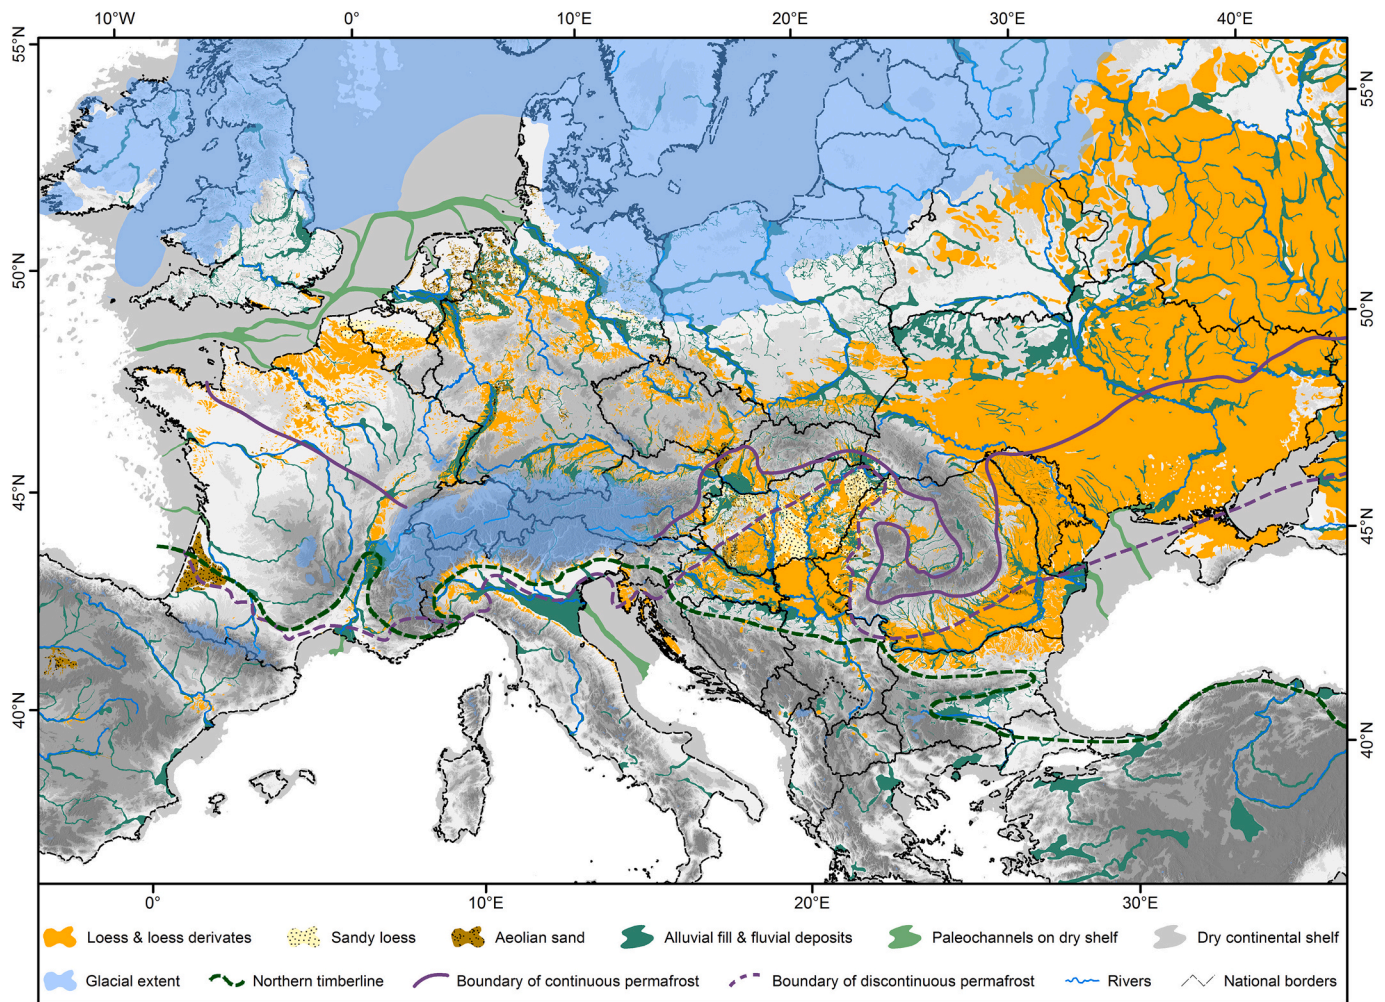 10°W 0° 10°E 20°E 30°E 40°E
55°N
55°N
50°N
50°N
45°N
45°N
40°N
40°N
0° 10°E 20°E 30°E
Loess & loess derivates Sandy loess Aeolian sand Alluvial fill & fluvial deposits Paleochannels on dry shelf Dry continental shelf
Glacial extent Northern timberline Boundary of continuous permafrost Boundary of discontinuous permafrost Rivers National borders